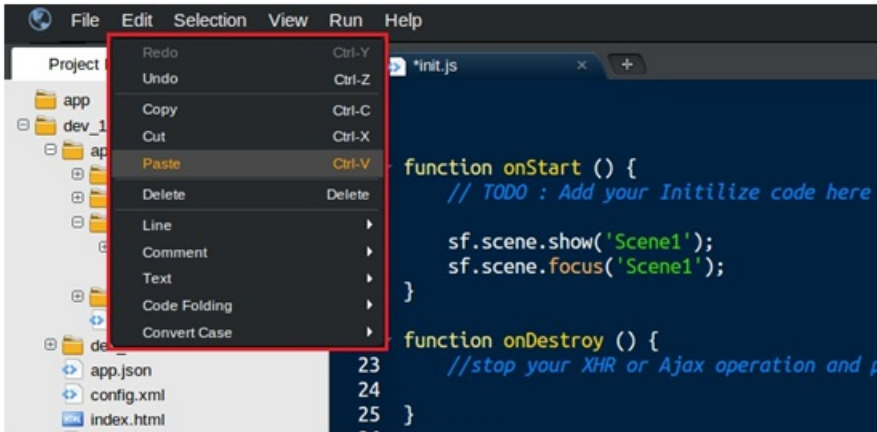 File Edit Selection View Run Help
Project
*init.js × +
Redo Ctrl-Y
Undo Ctrl-Z
Copy Ctrl-C
Cut Ctrl-X
Paste Ctrl-V
Delete Delete
Line
Comment
Text
Code Folding
Convert Case
app
dev_1
ap
app.json
config.xml
index.html
function onStart () {
// TODO : Add your Initilize code here
sf.scene.show('Scene1');
sf.scene.focus('Scene1');
}
function onDestroy () {
23 //stop your XHR or Ajax operation and
24
25 }